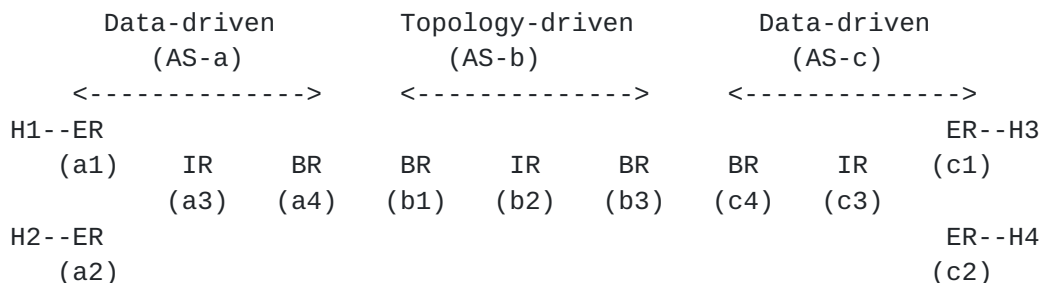 Data-driven Topology-driven Data-driven
(AS-a) (AS-b) (AS-c)
<--------------> <--------------> <-------------->
H1--ER ER--H3
(a1) IR BR BR IR BR BR IR (c1)
(a3) (a4) (b1) (b2) (b3) (c4) (c3)
H2--ER ER--H4
(a2) (c2)